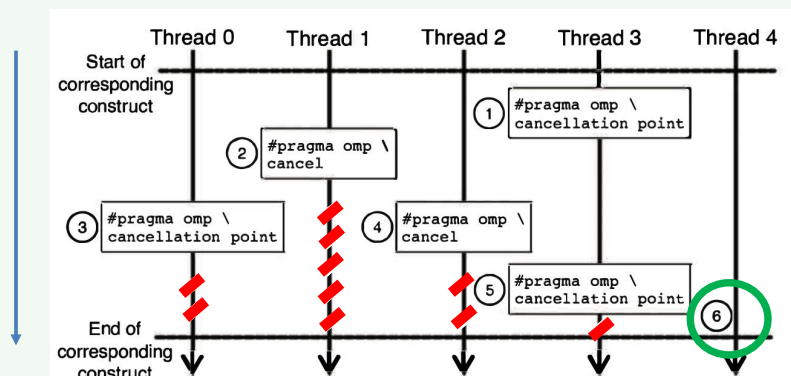 Thread 0 Thread 1 Thread 2 Thread 3 Thread 4
Start of
corresponding
construct
1 #pragma omp \
cancellation point
2 #pragma omp \
cancel
3 #pragma omp \
cancellation point
4 #pragma omp \
cancel
5 #pragma omp \
cancellation point
6
End of
corresponding
construct